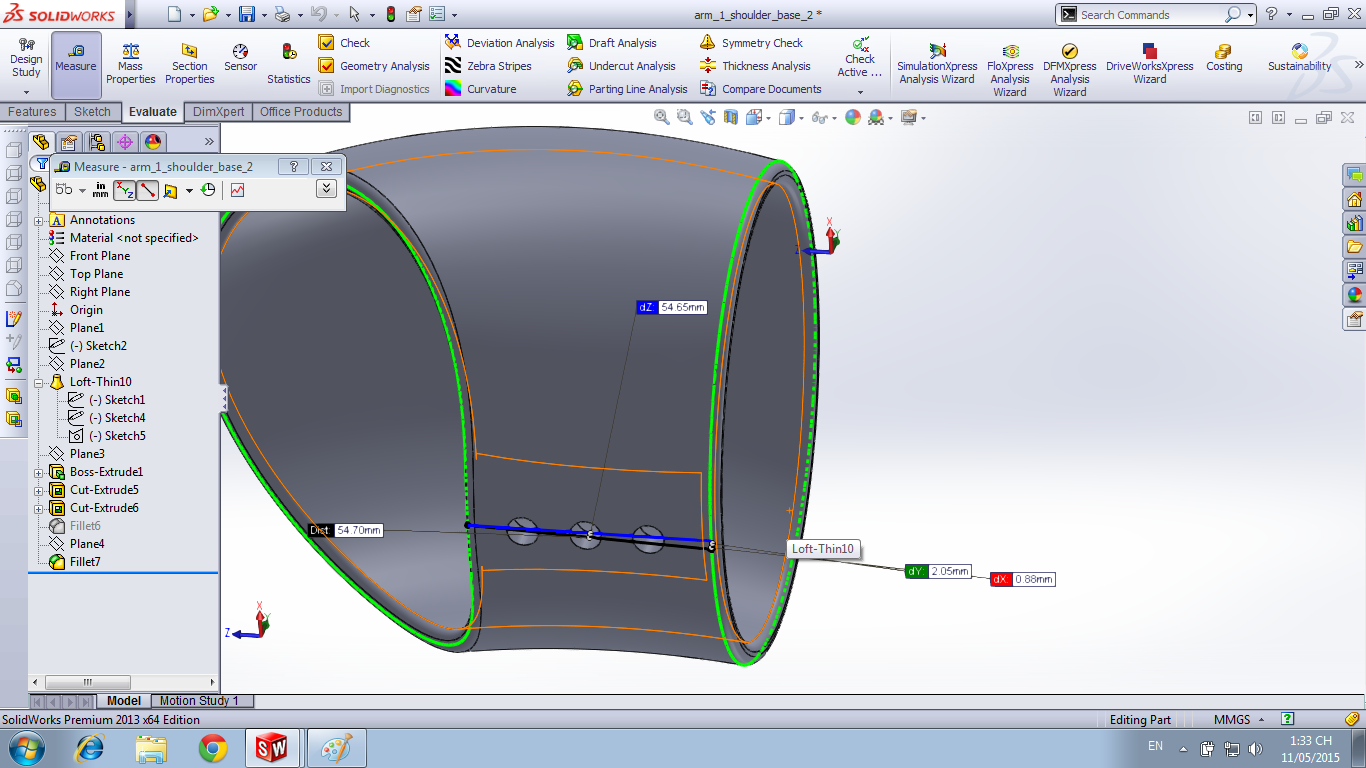 SOLIDWORKS
arm_1_shoulder_base_2 *
Search Commands
Design Study
Measure
Mass Properties
Section Properties
Sensor
Statistics
Check
Geometry Analysis
Import Diagnostics
Deviation Analysis
Zebra Stripes
Curvature
Draft Analysis
Undercut Analysis
Parting Line Analysis
Symmetry Check
Thickness Analysis
Compare Documents
Check Active ...
SimulationXpress Analysis Wizard
FloXpress Analysis Wizard
DFMXpress Analysis Wizard
DriveWorksXpress Wizard
Costing
Sustainability
Features
Sketch
Evaluate
DimXpert
Office Products
Measure - arm_1_shoulder_base_2
in
mm
Annotations
Material <not specified>
Front Plane
Top Plane
Right Plane
Origin
Plane1
(-) Sketch2
Plane2
Loft-Thin10
(-) Sketch1
(-) Sketch4
(-) Sketch5
Plane3
Boss-Extrude1
Cut-Extrude5
Cut-Extrude6
Fillet6
Plane4
Fillet7
X
Y
Z
dZ: 54.65mm
Dist: 54.70mm
Loft-Thin10
dY: 2.05mm
dX: 0.88mm
X
Y
Z
Model
Motion Study 1
SolidWorks Premium 2013 x64 Edition
Editing Part
MMGS
EN
1:33 CH
11/05/2015